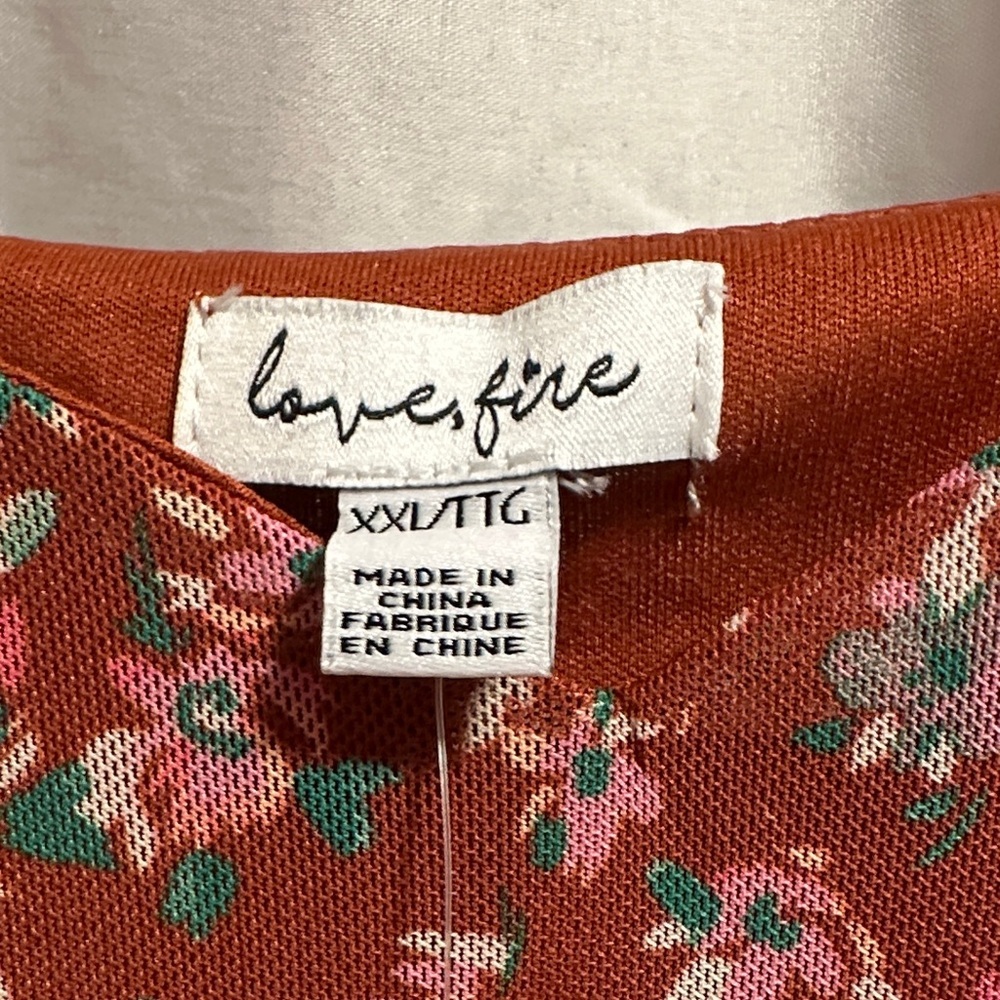 love, fire
XXL/TTG
MADE IN
CHINA
FABRIQUE
EN CHINE